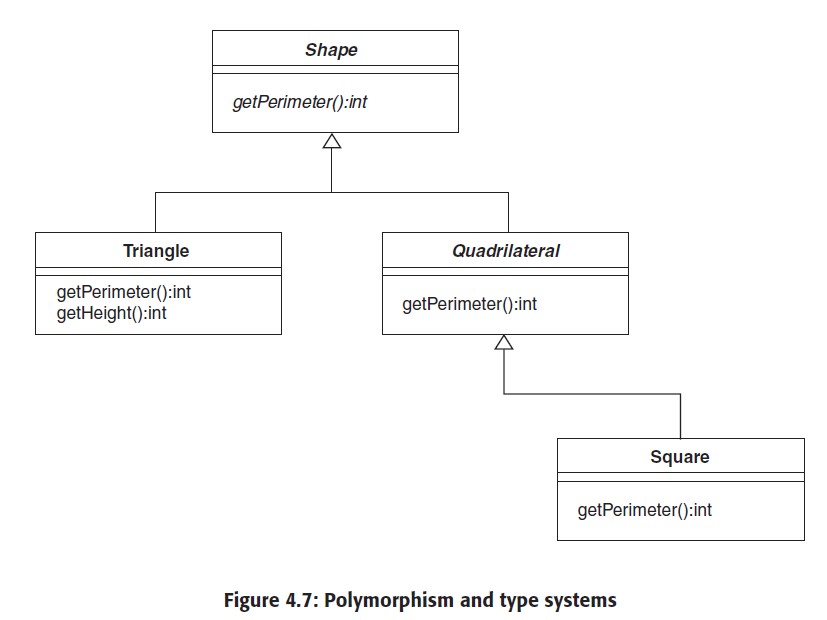 Shape
getPerimeter():int
Triangle
getPerimeter():int
getHeight():int
Quadrilateral
getPerimeter():int
Square
getPerimeter():int
Figure 4.7: Polymorphism and type systems